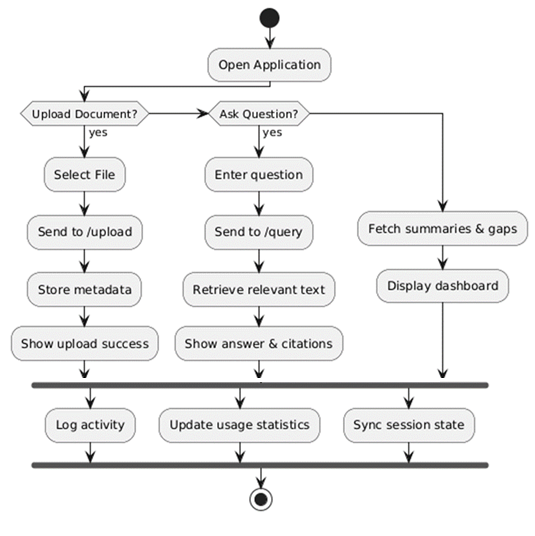 Open Application
Upload Document?
Ask Question?
yes
yes
Select File
Enter question
Send to /upload
Send to /query
Fetch summaries & gaps
Store metadata
Retrieve relevant text
Display dashboard
Show upload success
Show answer & citations
Log activity
Update usage statistics
Sync session state